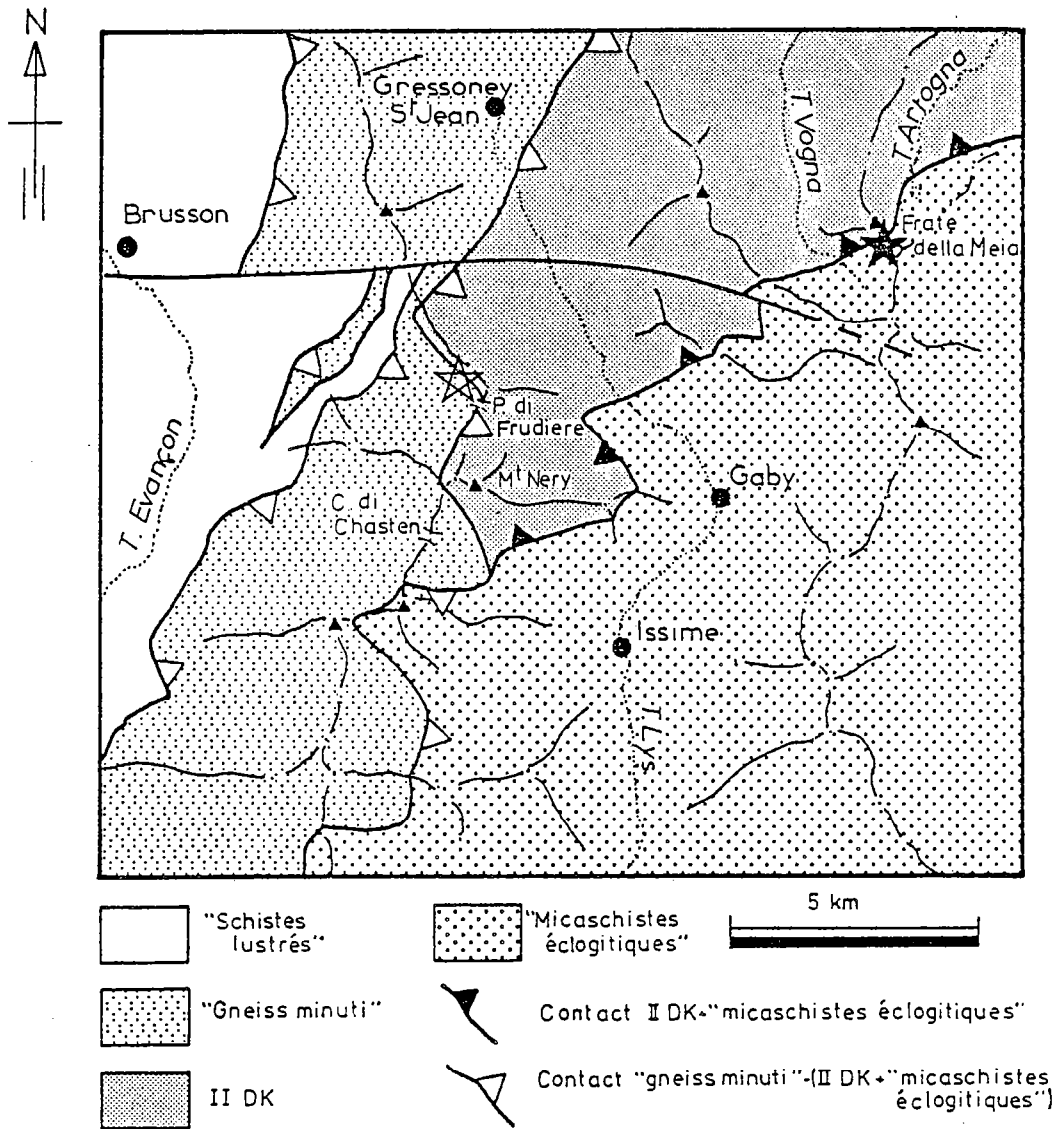 N
Gressoney
St Jean
T. Vogna
T. Artogna
Brusson
Frate
della Meia
P. di
Frudiere
T. Evançon
Mt Nery
Gaby
C. di
Chasten
Issime
T. Lys
"Schistes
lustrés"
"Micaschistes
éclogitiques"
5 km
"Gneiss minuti"
Contact II DK-"micaschistes éclogitiques"
II DK
Contact "gneiss minuti"-(II DK+"micaschistes
éclogitiques")